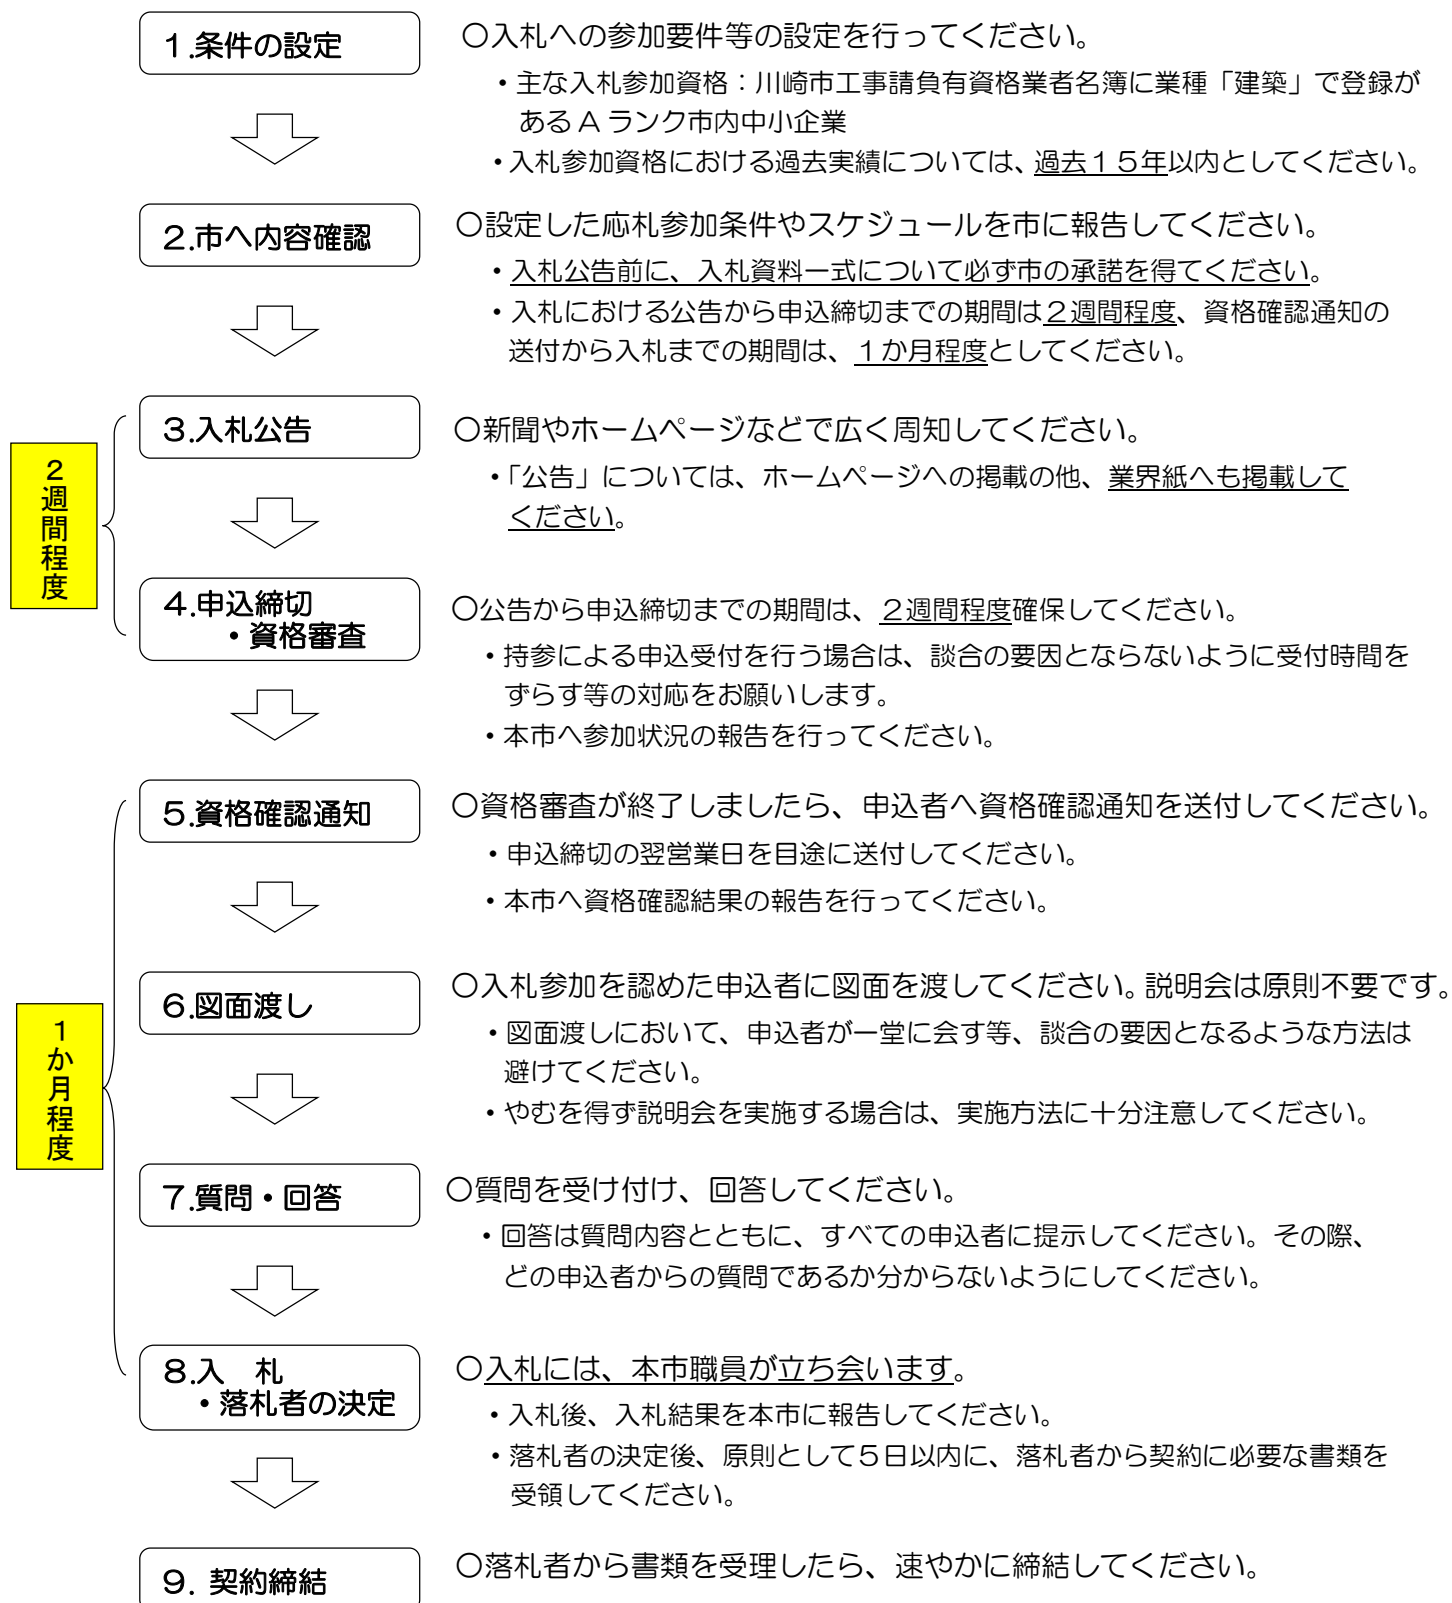 1.条件の設定
〇入札への参加要件等の設定を行ってください。
・主な入札参加資格:川崎市工事請負有資格業者名簿に業種「建築」で登録が
あるAランク市内中小企業
・入札参加資格における過去実績については、過去15年以内としてください。
2.市へ内容確認
〇設定した応札参加条件やスケジュールを市に報告してください。
・入札公告前に、入札資料一式について必ず市の承諾を得てください。
・入札における公告から申込締切までの期間は2週間程度、資格確認通知の
送付から入札までの期間は、1か月程度としてください。
2週間程度
3.入札公告
〇新聞やホームページなどで広く周知してください。
・「公告」については、ホームページへの掲載の他、業界紙へも掲載して
ください。
4.申込締切
・資格審査
〇公告から申込締切までの期間は、2週間程度確保してください。
・持参による申込受付を行う場合は、談合の要因とならないように受付時間を
ずらす等の対応をお願いします。
・本市へ参加状況の報告を行ってください。
1か月程度
5.資格確認通知
〇資格審査が終了しましたら、申込者へ資格確認通知を送付してください。
・申込締切の翌営業日を目途に送付してください。
・本市へ資格確認結果の報告を行ってください。
6.図面渡し
〇入札参加を認めた申込者に図面を渡してください。説明会は原則不要です。
・図面渡しにおいて、申込者が一堂に会す等、談合の要因となるような方法は
避けてください。
・やむを得ず説明会を実施する場合は、実施方法に十分注意してください。
7.質問・回答
〇質問を受け付け、回答してください。
・回答は質問内容とともに、すべての申込者に提示してください。その際、
どの申込者からの質問であるか分からないようにしてください。
8.入 札
・落札者の決定
〇入札には、本市職員が立ち会います。
・入札後、入札結果を本市に報告してください。
・落札者の決定後、原則として5日以内に、落札者から契約に必要な書類を
受領してください。
9. 契約締結
〇落札者から書類を受理したら、速やかに締結してください。